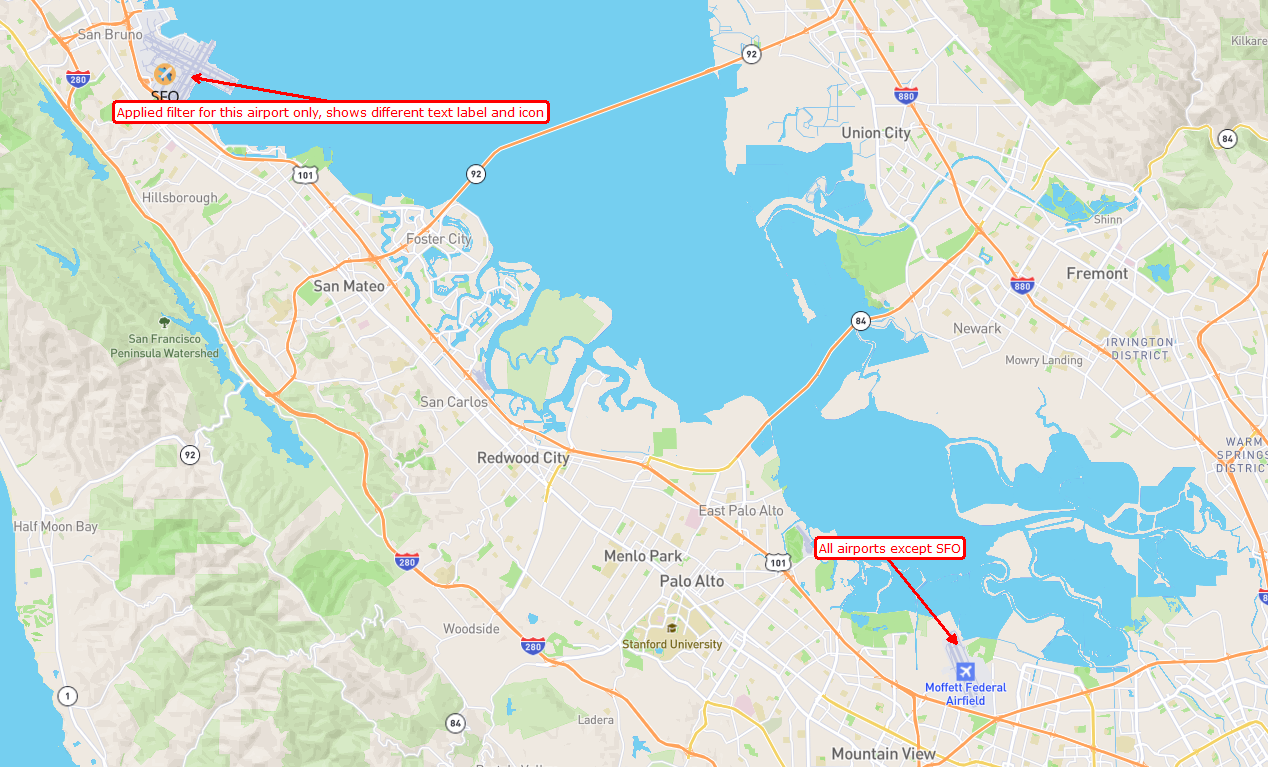 San Bruno
280
SFO
Applied filter for this airport only, shows different text label and icon
92
880
Kilkare
Union City
84
101
92
Hillsborough
Shinn
Foster City
Fremont
San Mateo
880
84
San Francisco
Peninsula Watershed
Newark
IRVINGTON
DISTRICT
Mowry Landing
San Carlos
92
Redwood City
WARM
SPRINGS
DISTRICT
Half Moon Bay
East Palo Alto
All airports except SFO
Menlo Park
280
101
Palo Alto
Woodside
280
Stanford University
Moffett Federal
Airfield
1
84
Ladera
Mountain View